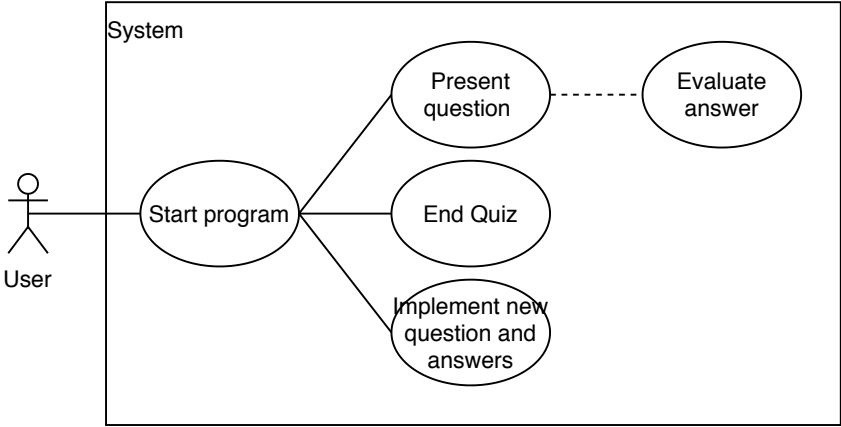 System
Present
question
Evaluate
answer
Start program
End Quiz
User
Implement new
question and
answers